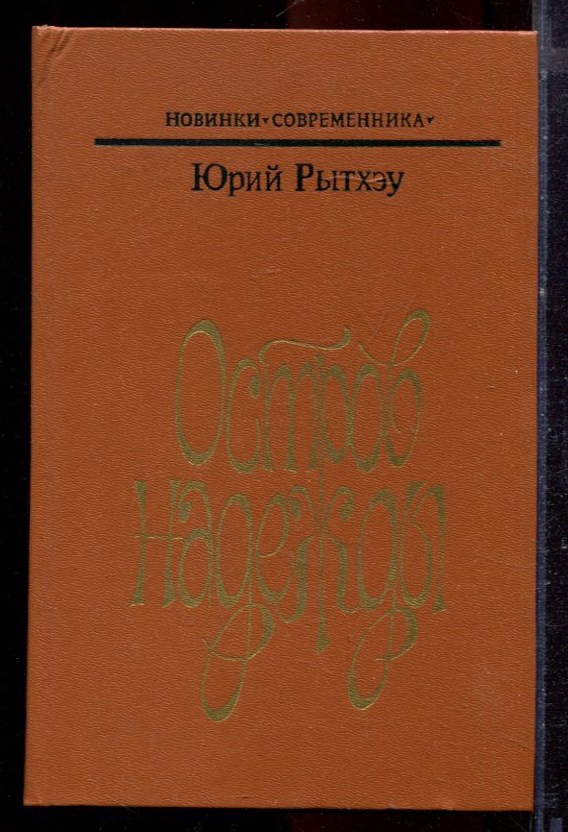 НОВИНКИ▾СОВРЕМЕННИКА▾
Юрий Рытхэу
Остров
надежды